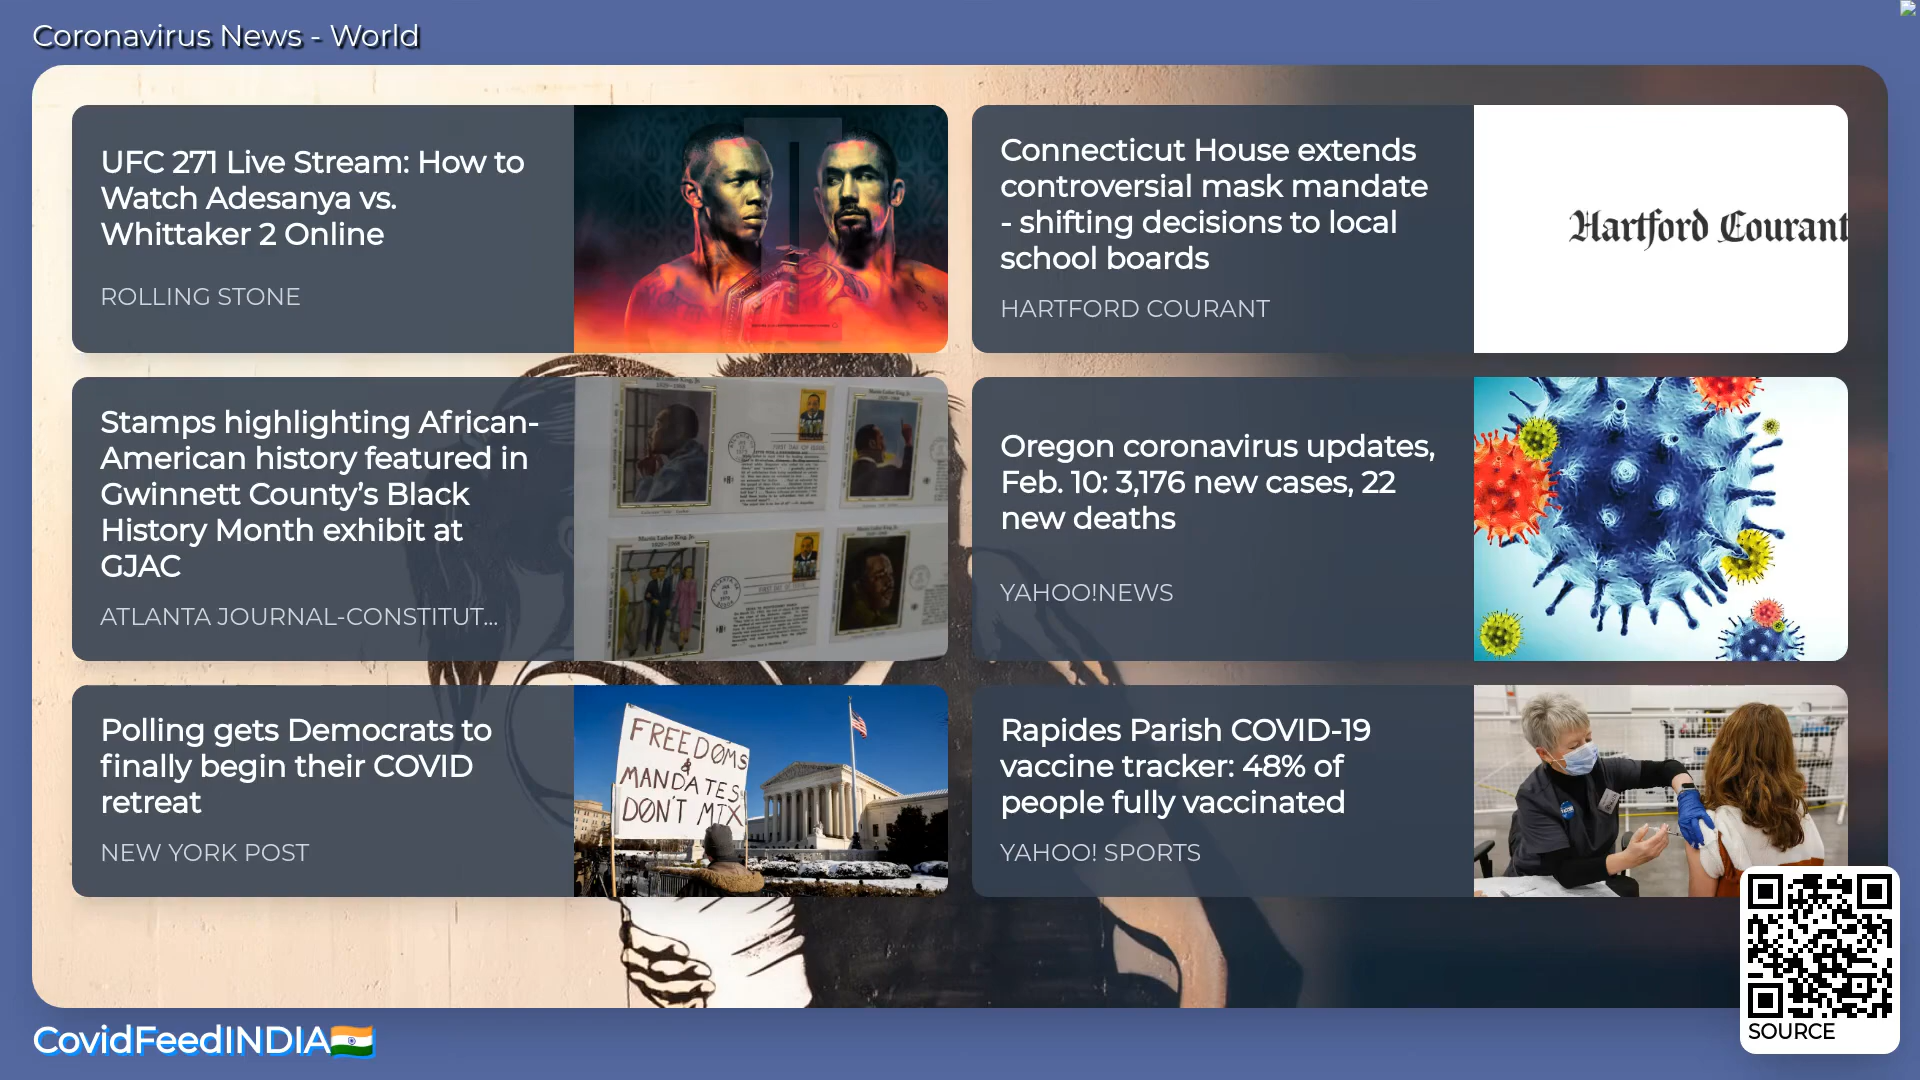 Coronavirus News - World
UFC 271 Live Stream: How to
Watch Adesanya vs.
Whittaker 2 Online
ROLLING STONE
Connecticut House extends
controversial mask mandate
- shifting decisions to local
school boards
HARTFORD COURANT
Hartford Courant
Stamps highlighting African-
American history featured in
Gwinnett County’s Black
History Month exhibit at
GJAC
ATLANTA JOURNAL-CONSTITUT...
Martin Luther King, Jr.
Oregon coronavirus updates,
Feb. 10: 3,176 new cases, 22
new deaths
YAHOO!NEWS
Polling gets Democrats to
finally begin their COVID
retreat
NEW YORK POST
FREEDOMS
&
MANDATES
DON'T MIX
Rapides Parish COVID-19
vaccine tracker: 48% of
people fully vaccinated
YAHOO! SPORTS
SOURCE
CovidFeedINDIA🇮🇳